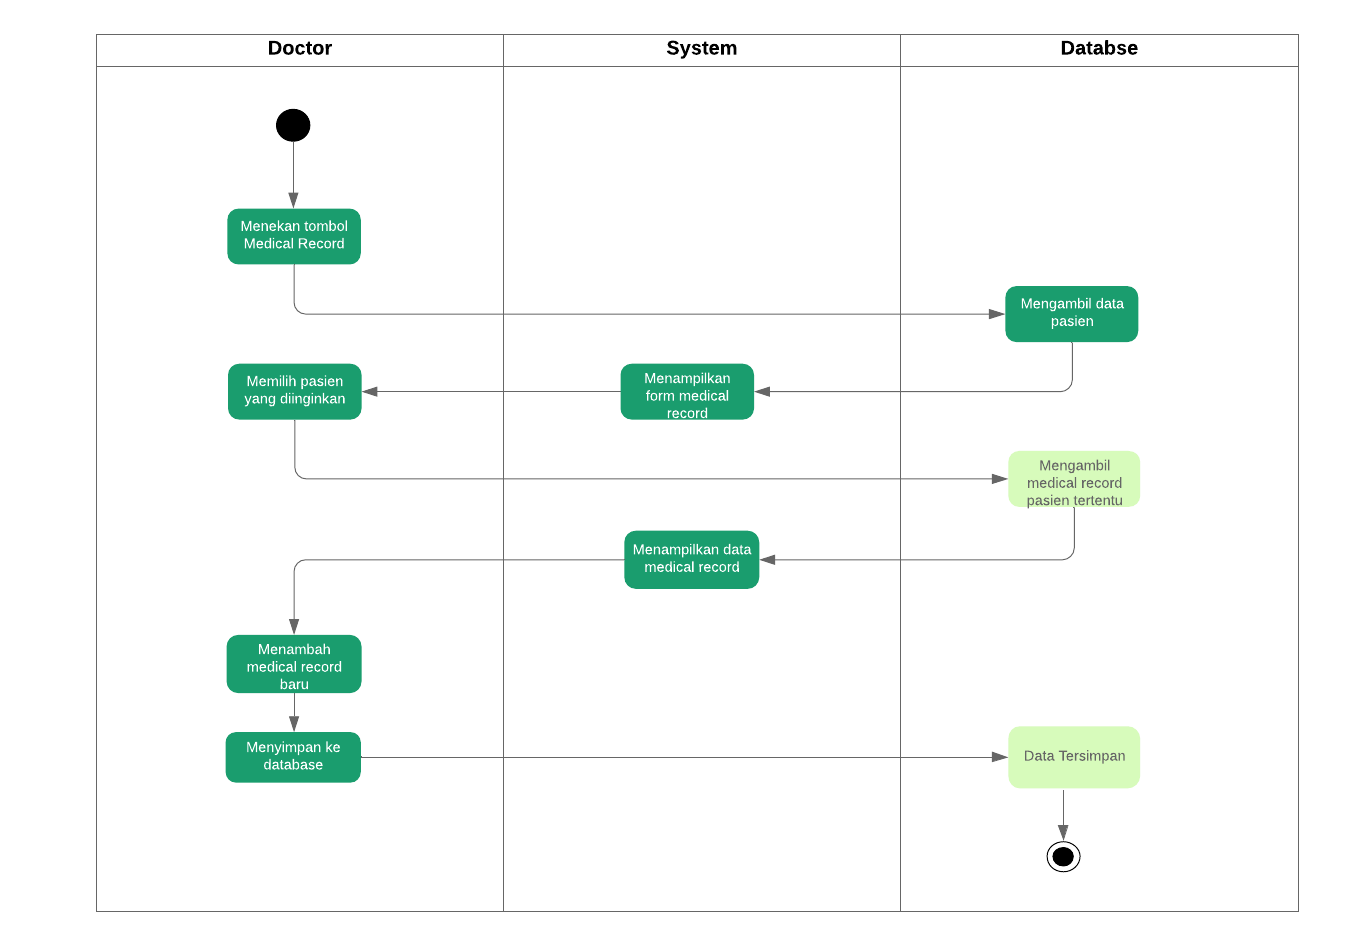 Doctor
System
Databse
Menekan tombol
Medical Record
Mengambil data
pasien
Memilih pasien
yang diinginkan
Menampilkan
form medical
record
Mengambil
medical record
pasien tertentu
Menampilkan data
medical record
Menambah
medical record
baru
Menyimpan ke
database
Data Tersimpan